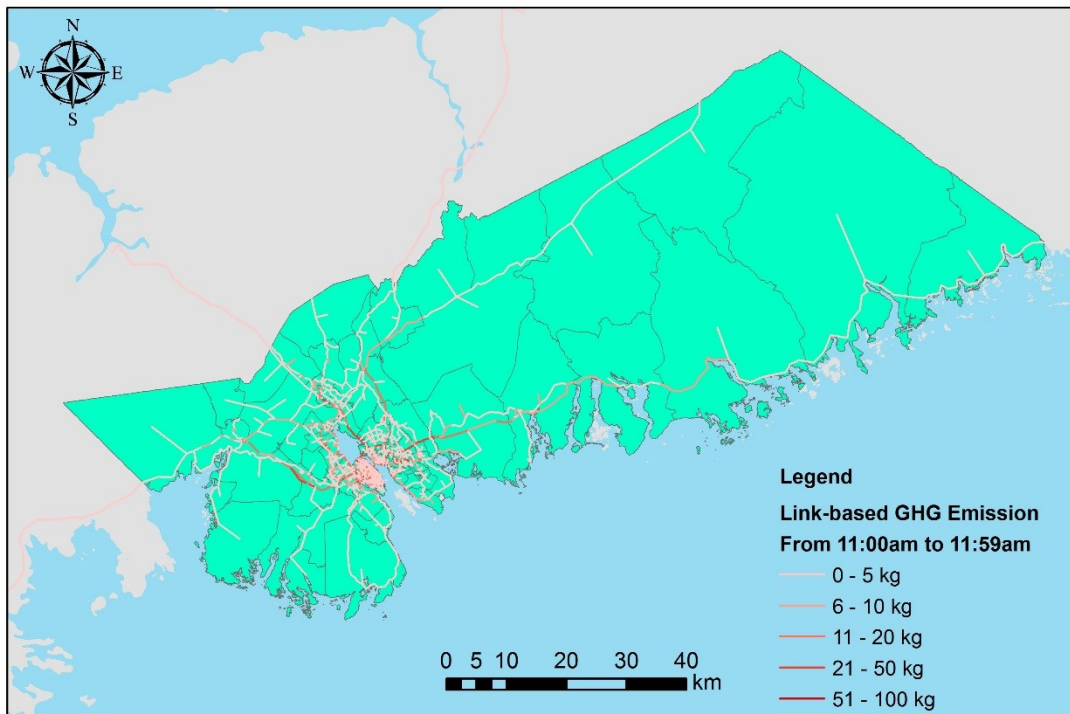 N
W E
S
Legend
Link-based GHG Emission
From 11:00am to 11:59am
0 - 5 kg
6 - 10 kg
11 - 20 kg
21 - 50 kg
51 - 100 kg
0 5 10 20 30 40
km